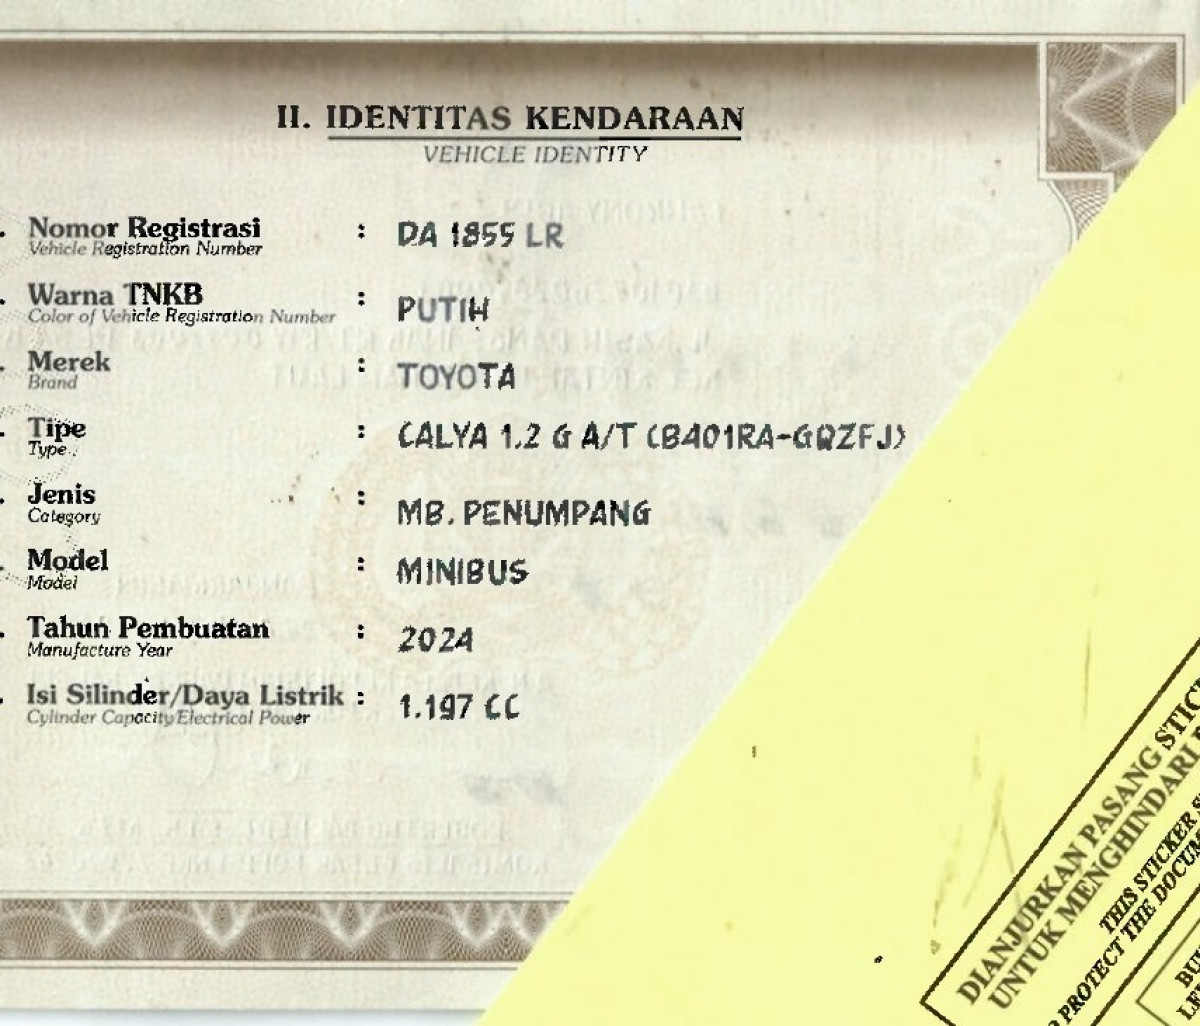 II. IDENTITAS KENDARAAN
VEHICLE IDENTITY
Nomor Registrasi : DA 1855 LR
Vehicle Registration Number
Warna TNKB : PUTIH
Color of Vehicle Registration Number
Merek : TOYOTA
Brand
Tipe : CALYA 1.2 G A/T (B401RA-GQZFJ)
Type
Jenis : MB. PENUMPANG
Category
Model : MINIBUS
Model
Tahun Pembuatan : 2024
Manufacture Year
Isi Silinder/Daya Listrik : 1.197 CC
Cylinder Capacity/Electrical Power
DIANJURKAN PASANG
UNTUK MENGHINDARI
THIS STICKER
PROTECT THE